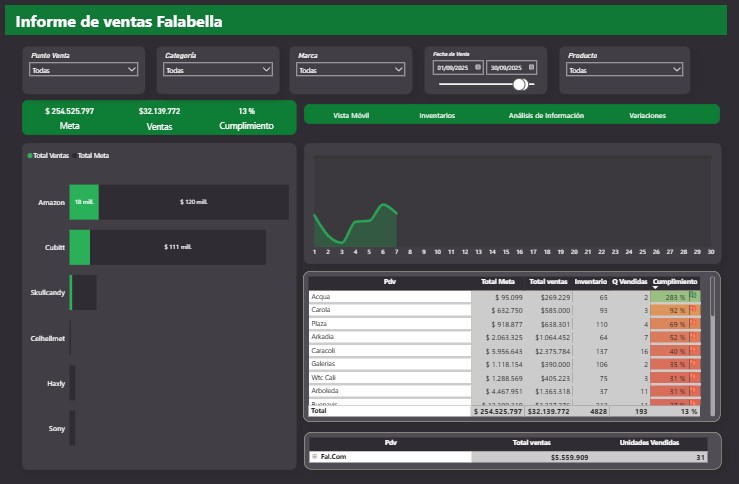 Informe de ventas Falabella
Punto Venta
Todas
Categoría
Todas
Marca
Todas
Fecha de Venta
01/09/2025 30/09/2025
Producto
Todas
$ 254.525.797 $32.139.772 13 %
Meta Ventas Cumplimiento
Vista Móvil Inventarios Análisis de Información Variaciones
Total Ventas Total Meta
Amazon 18 mill. $ 120 mill.
Cubitt $ 111 mill.
Skullcandy
Celhellmet
Haxly
Sony
1 2 3 4 5 6 7 8 9 10 11 12 13 14 15 16 17 18 19 20 21 22 23 24 25 26 27 28 29 30
Pdv Total Meta Total ventas Inventario Q Vendidas Cumplimiento
Acqua $ 95.099 $269.229 65 2 283 %
Carola $ 632.750 $585.000 93 3 92 %
Plaza $ 918.877 $638.301 110 4 69 %
Arkadia $ 2.063.325 $1.064.452 64 7 52 %
Caracoli $ 5.956.643 $2.375.784 137 16 40 %
Galerias $ 1.118.154 $390.000 106 2 35 %
Wtc Cali $ 1.288.569 $405.223 75 3 31 %
Arboleda $ 4.467.951 $1.363.318 37 11 31 %
Total $ 254.525.797 $32.139.772 4828 193 13 %
Pdv Total ventas Unidades Vendidas
Fal.Com $5.559.909 31